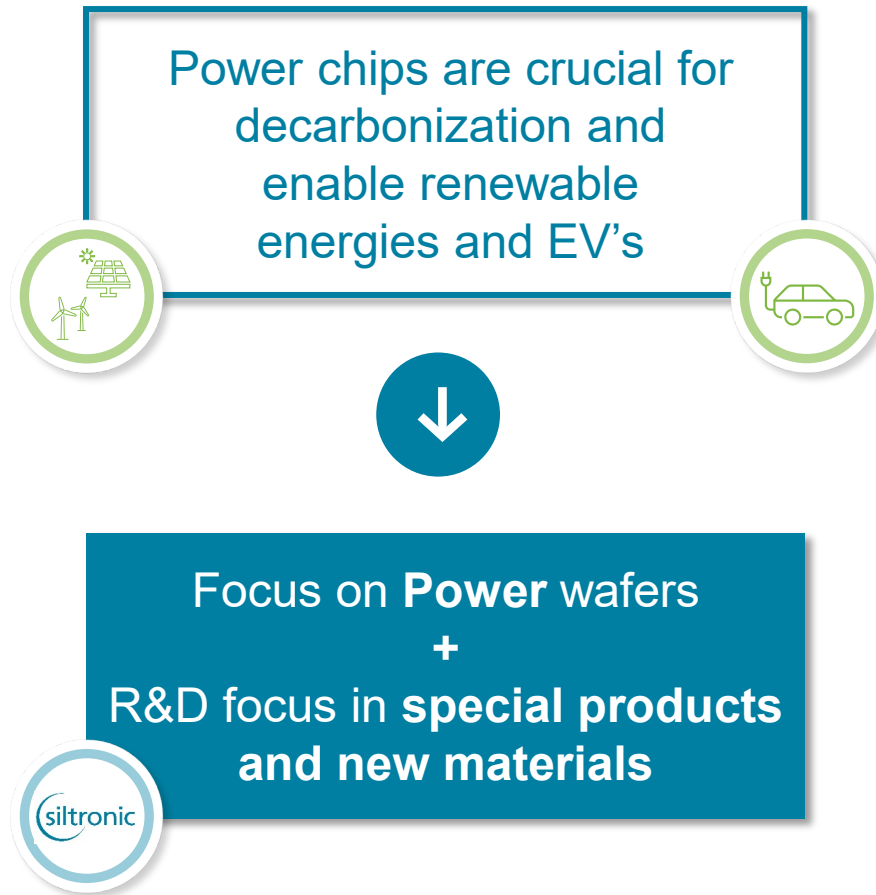 Power chips are crucial for
decarbonization and
enable renewable
energies and EV’s
Focus on Power wafers
+
R&D focus in special products
and new materials
siltronic